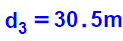 d₃ = 30.5m